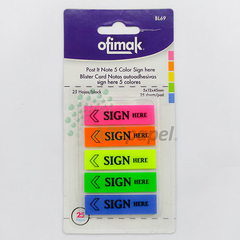 BL69
ofimak
Post It Note 5 Color Sign here
Blister Card Notas autoadhesivas
sign here 5 colores
25 Hojas/Block
5x12x45mm
25 sheets/pad
SIGN HERE
SIGN HERE
SIGN HERE
SIGN HERE
SIGN HERE
25